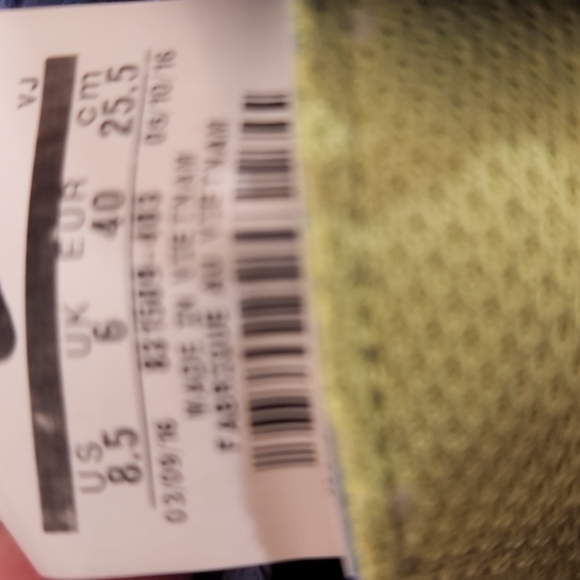 VJ
US UK EUR cm
8.5 6 40 25.5
03/09/16 05/10/16
MADE IN VIETNAM
FABRIQUE AU VIETNAM